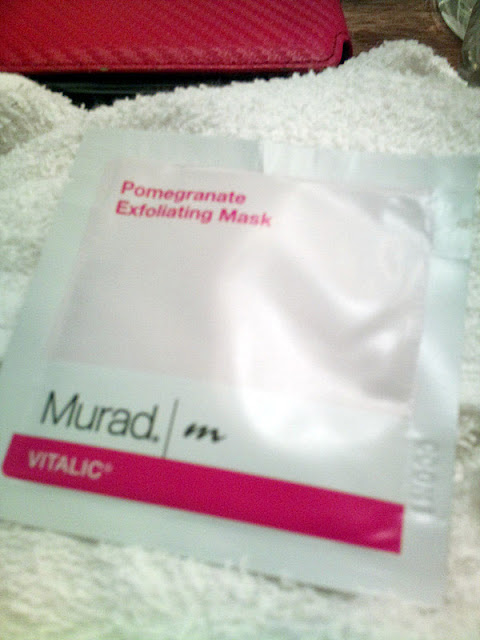 Pomegranate
Exfoliating Mask
Murad. m
VITALIC®